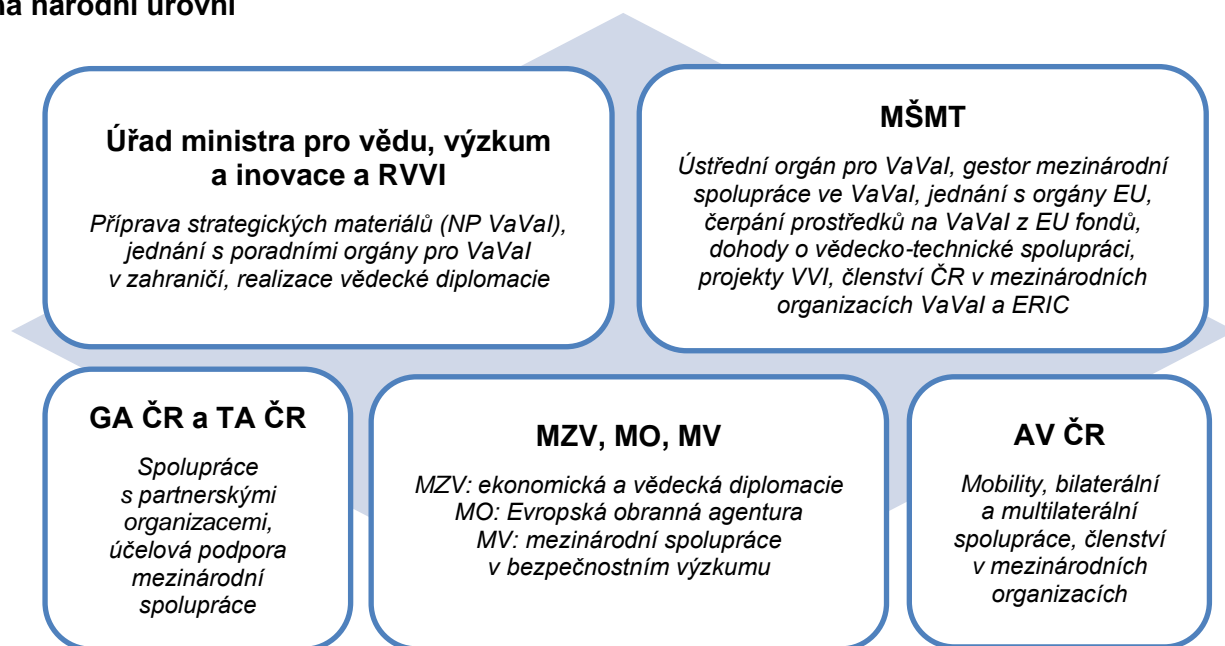 na národní úrovni
Úřad ministra pro vědu, výzkum
a inovace a RVVI
Příprava strategických materiálů (NP VaVaI),
jednání s poradními orgány pro VaVaI
v zahraničí, realizace vědecké diplomacie
MŠMT
Ústřední orgán pro VaVaI, gestor mezinárodní
spolupráce ve VaVaI, jednání s orgány EU,
čerpání prostředků na VaVaI z EU fondů,
dohody o vědecko-technické spolupráci,
projekty VVI, členství ČR v mezinárodních
organizacích VaVaI a ERIC
GA ČR a TA ČR
Spolupráce
s partnerskými
organizacemi,
účelová podpora
mezinárodní
spolupráce
MZV, MO, MV
MZV: ekonomická a vědecká diplomacie
MO: Evropská obranná agentura
MV: mezinárodní spolupráce
v bezpečnostním výzkumu
AV ČR
Mobility, bilaterální
a multilaterální
spolupráce, členství
v mezinárodních
organizacích